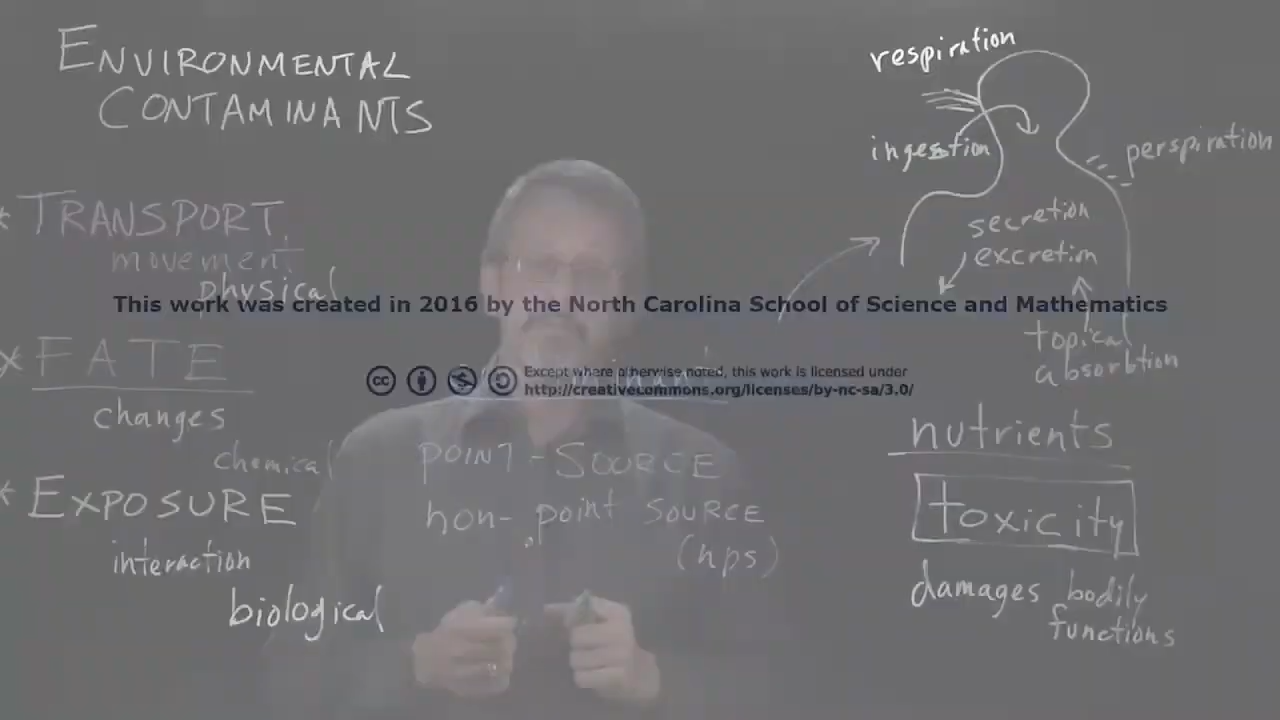 ENVIRONMENTAL
CONTAMINANTS
* TRANSPORT
movement
physical
* FATE
changes
chemical
* EXPOSURE
interaction
biological
This work was created in 2016 by the North Carolina School of Science and Mathematics
cc
Except where otherwise noted, this work is licensed under
http://creativecommons.org/licenses/by-nc-sa/3.0/
POINT-SOURCE
non-point SOURCE
(nps)
respiration
ingestion
perspiration
secretion
excretion
topical
absorbtion
nutrients
toxicity
damages bodily
functions